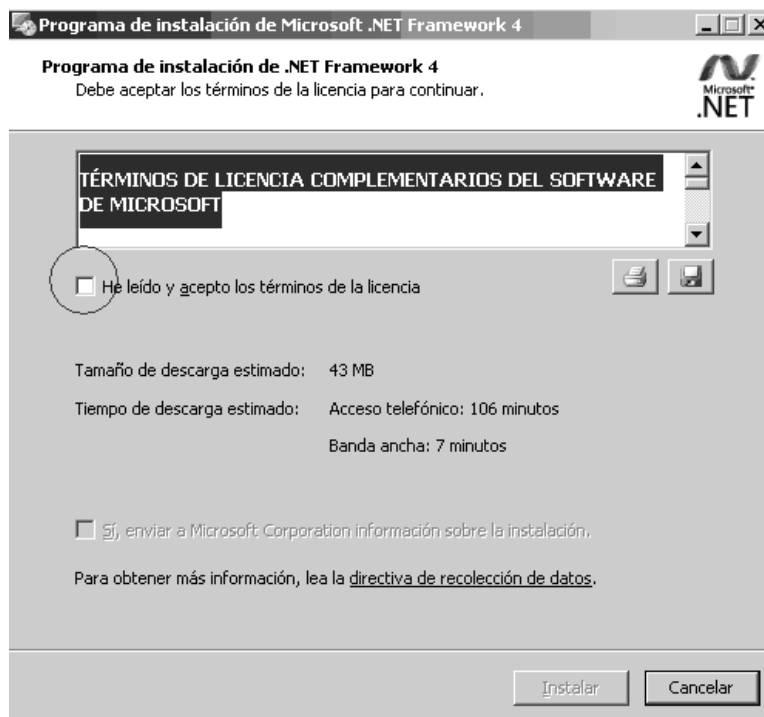 Programa de instalación de Microsoft .NET Framework 4
Programa de instalación de .NET Framework 4
Debe aceptar los términos de la licencia para continuar.
Microsoft®
.NET
TÉRMINOS DE LICENCIA COMPLEMENTARIOS DEL SOFTWARE
DE MICROSOFT
He leído y acepto los términos de la licencia
Tamaño de descarga estimado: 43 MB
Tiempo de descarga estimado: Acceso telefónico: 106 minutos
Banda ancha: 7 minutos
Sí, enviar a Microsoft Corporation información sobre la instalación.
Para obtener más información, lea la directiva de recolección de datos.
Instalar Cancelar